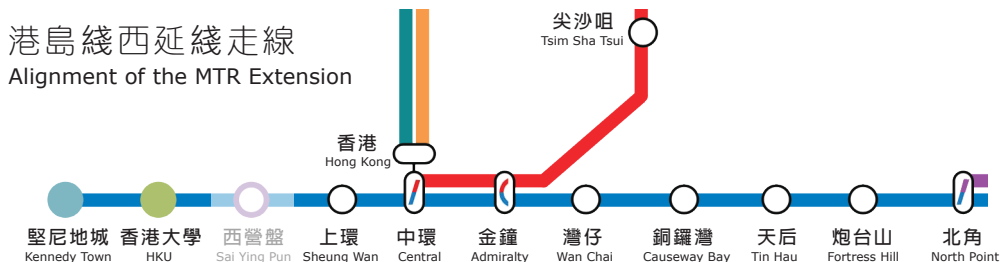 港島綫西延綫走線
Alignment of the MTR Extension
尖沙咀
Tsim Sha Tsui
香港
Hong Kong
堅尼地城
Kennedy Town
香港大學
HKU
西營盤
Sai Ying Pun
上環
Sheung Wan
中環
Central
金鐘
Admiralty
灣仔
Wan Chai
銅鑼灣
Causeway Bay
天后
Tin Hau
炮台山
Fortress Hill
北角
North Point